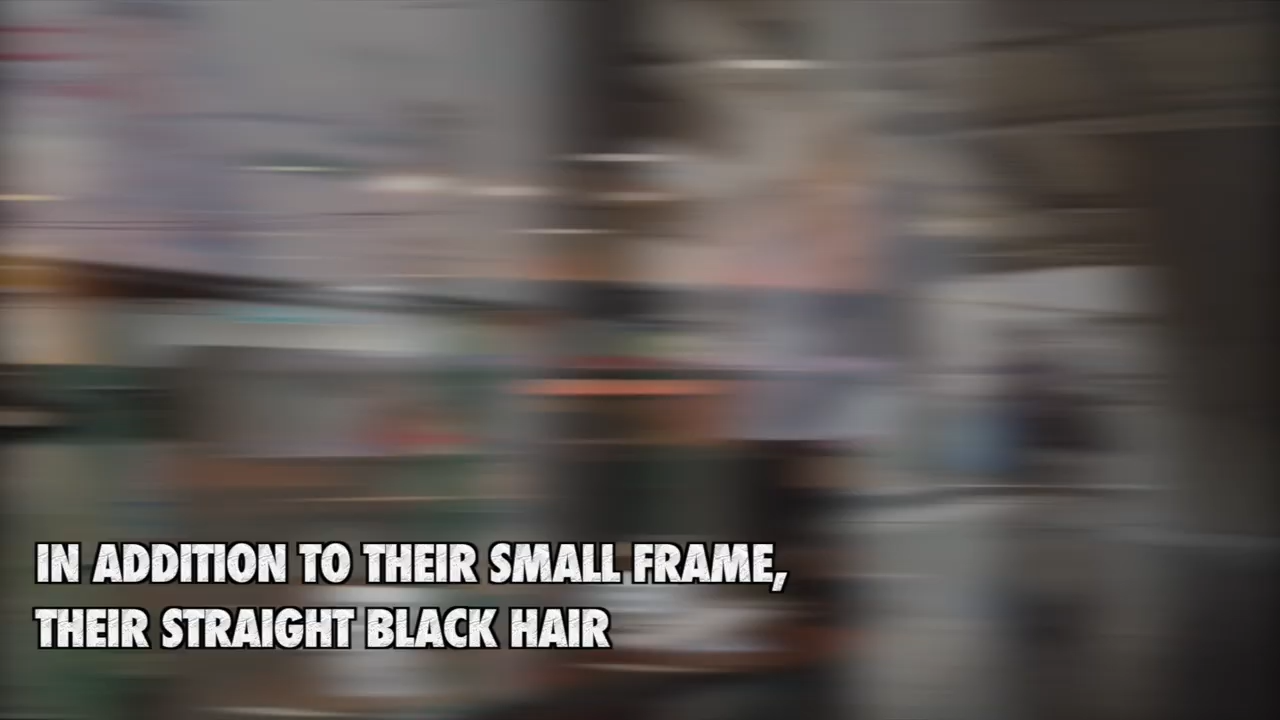 IN ADDITION TO THEIR SMALL FRAME,
THEIR STRAIGHT BLACK HAIR